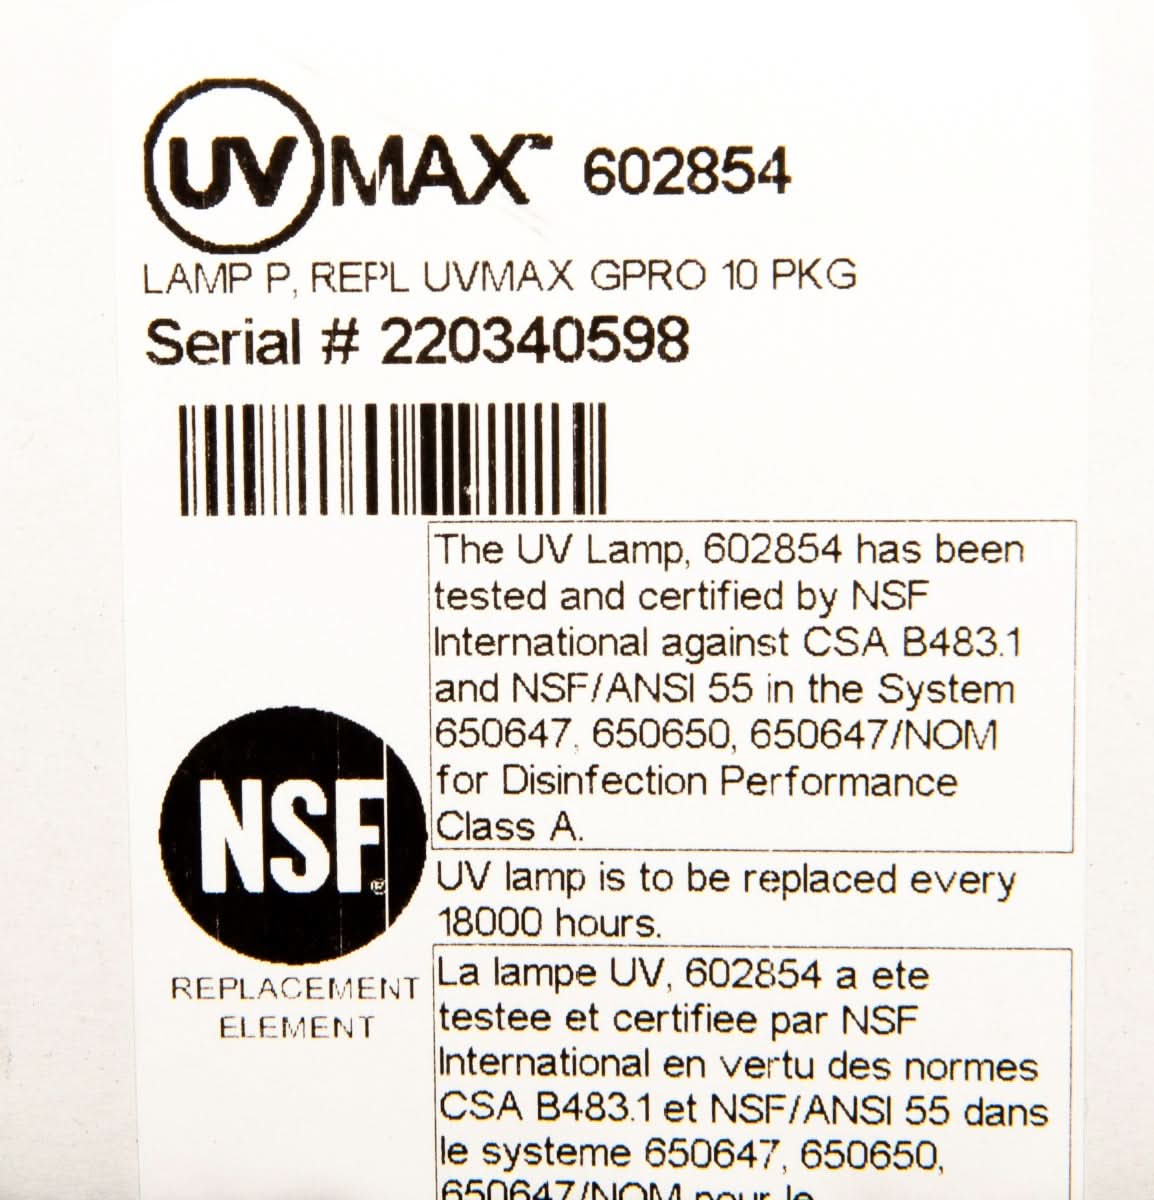 UV MAX™ 602854
LAMP P, REPL UVMAX GPRO 10 PKG
Serial # 220340598
The UV Lamp, 602854 has been
tested and certified by NSF
International against CSA B483.1
and NSF/ANSI 55 in the System
650647, 650650, 650647/NOM
for Disinfection Performance
Class A.
UV lamp is to be replaced every
18000 hours.
NSF®
REPLACEMENT
ELEMENT
La lampe UV, 602854 a ete
testee et certifiee par NSF
International en vertu des normes
CSA B483.1 et NSF/ANSI 55 dans
le systeme 650647, 650650,
650647/NOM pour le